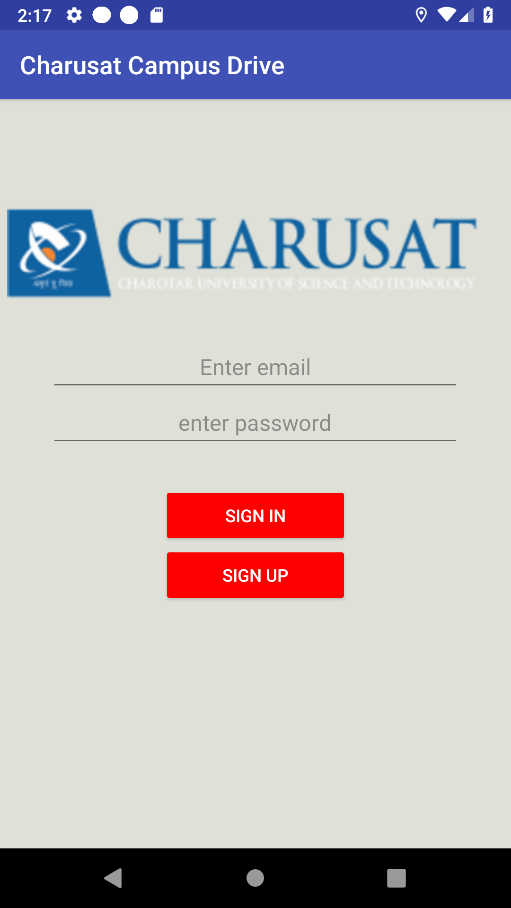 2:17
Charusat Campus Drive
CHARUSAT
CHAROTAR UNIVERSITY OF SCIENCE AND TECHNOLOGY
Enter email
enter password
SIGN IN
SIGN UP